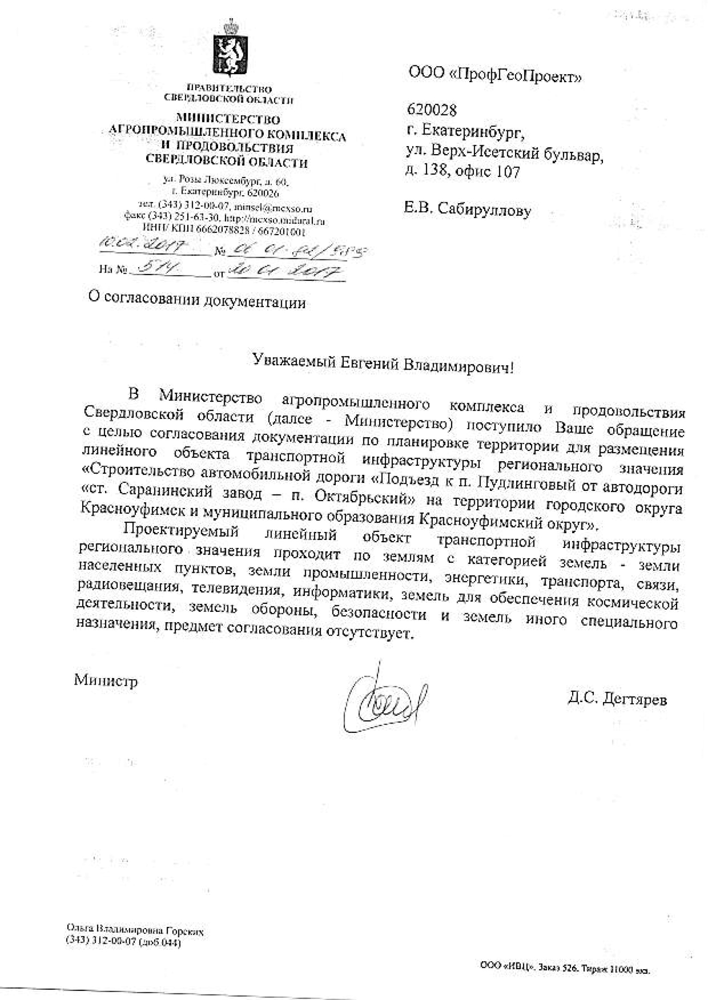 ПРАВИТЕЛЬСТВО
СВЕРДЛОВСКОЙ ОБЛАСТИ
МИНИСТЕРСТВО
АГРОПРОМЫШЛЕННОГО КОМПЛЕКСА
И ПРОДОВОЛЬСТВИЯ
СВЕРДЛОВСКОЙ ОБЛАСТИ
ул. Розы Люксембург, д. 60,
г. Екатеринбург, 620026
тел. (343) 312-00-07, minsel@mcxso.ru
факс (343) 251-63-30, http://mcxso.midural.ru
ИНН/ КПП 6662078828 / 667201001
10.02.2017 №
На № 514 от 20 01 2017
О согласовании документации
ООО «ПрофГеоПроект»
620028
г. Екатеринбург,
ул. Верх-Исетский бульвар,
д. 138, офис 107
Е.В. Сабируллову
Уважаемый Евгений Владимирович!
В Министерство агропромышленного комплекса и продовольствия
Свердловской области (далее - Министерство) поступило Ваше обращение
с целью согласования документации по планировке территории для размещения
линейного объекта транспортной инфраструктуры регионального значения
«Строительство автомобильной дороги «Подъезд к п. Пудлинговый от автодороги
«ст. Саранинский завод – п. Октябрьский» на территории городского округа
Красноуфимск и муниципального образования Красноуфимский округ».
Проектируемый линейный объект транспортной инфраструктуры
регионального значения проходит по землям с категорией земель - земли
населенных пунктов, земли промышленности, энергетики, транспорта, связи,
радиовещания, телевидения, информатики, земель для обеспечения космической
деятельности, земель обороны, безопасности и земель иного специального
назначения, предмет согласования отсутствует.
Министр
Д.С. Дегтярев
Ольга Владимировна Горских
(343) 312-00-07 (доб.044)
ООО «ИВЦ». Заказ 526. Тираж 11000 экз.